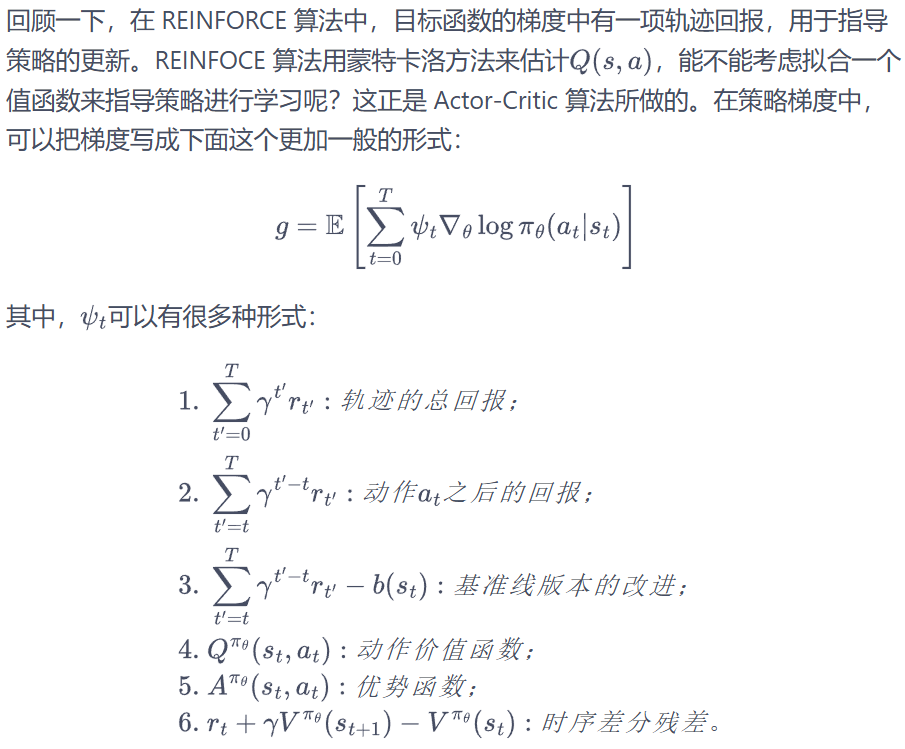 回顾一下，在 REINFORCE 算法中，目标函数的梯度中有一项轨迹回报，用于指导
策略的更新。REINFOCE 算法用蒙特卡洛方法来估计$Q(s,a)$，能不能考虑拟合一个
值函数来指导策略进行学习呢？这正是 Actor-Critic 算法所做的。在策略梯度中，
可以把梯度写成下面这个更加一般的形式：
$g = \mathbb{E}\left[\sum_{t=0}^{T} \psi_t \nabla_\theta \log \pi_\theta(a_t|s_t)\right]$
其中，$\psi_t$可以有很多种形式：
1. $\sum_{t'=0}^{T} \gamma^{t'} r_{t'}$ : 轨迹的总回报；
2. $\sum_{t'=t}^{T} \gamma^{t'-t} r_{t'}$ : 动作$a_t$之后的回报；
3. $\sum_{t'=t}^{T} \gamma^{t'-t} r_{t'} - b(s_t)$ : 基准线版本的改进；
4. $Q^{\pi_\theta}(s_t, a_t)$ : 动作价值函数；
5. $A^{\pi_\theta}(s_t, a_t)$ : 优势函数；
6. $r_t + \gamma V^{\pi_\theta}(s_{t+1}) - V^{\pi_\theta}(s_t)$ : 时序差分残差。